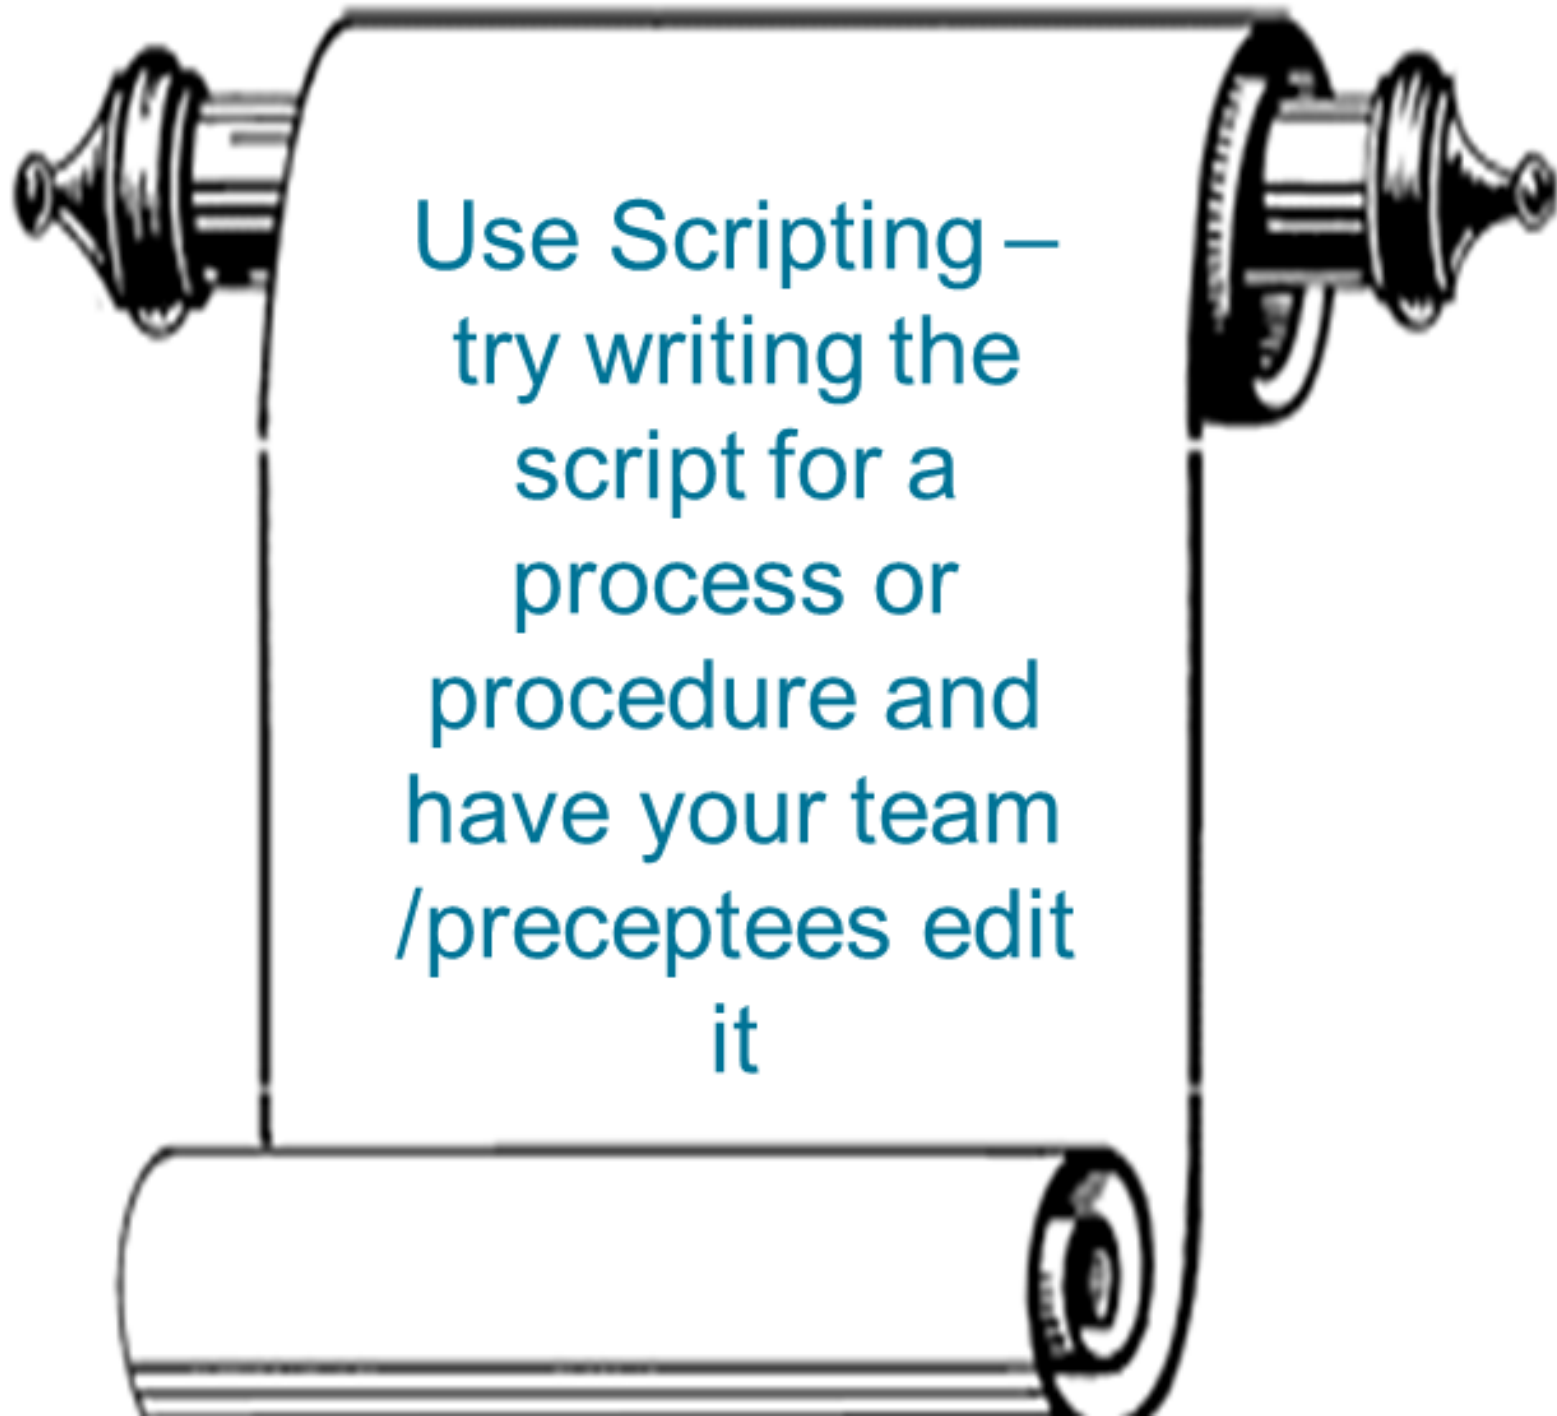 Use Scripting –
try writing the
script for a
process or
procedure and
have your team
/preceptees edit
it